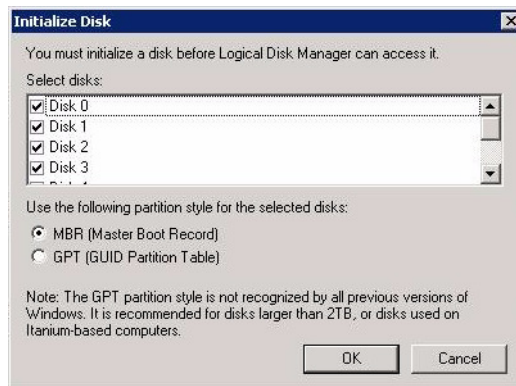 Initialize Disk
You must initialize a disk before Logical Disk Manager can access it.
Select disks:
Disk 0
Disk 1
Disk 2
Disk 3
Use the following partition style for the selected disks:
MBR (Master Boot Record)
GPT (GUID Partition Table)
Note: The GPT partition style is not recognized by all previous versions of
Windows. It is recommended for disks larger than 2TB, or disks used on
Itanium-based computers.
OK
Cancel